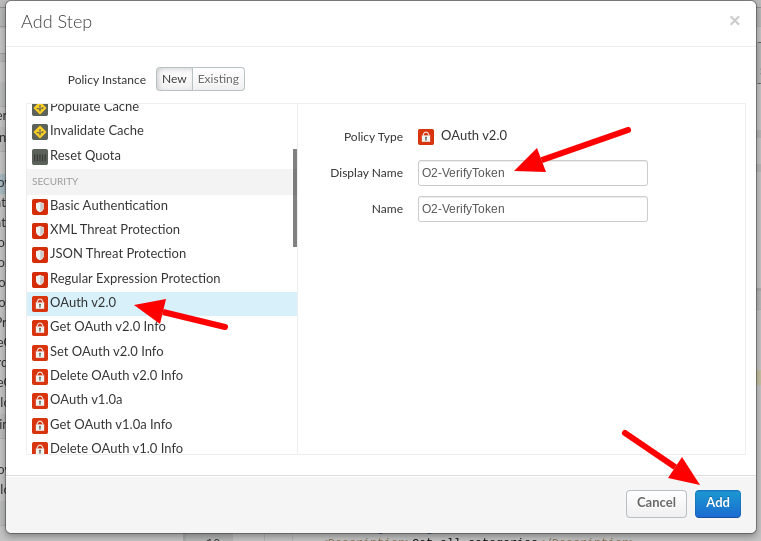 Add Step
×
Policy Instance New Existing
Populate Cache
Invalidate Cache
Reset Quota
SECURITY
Basic Authentication
XML Threat Protection
JSON Threat Protection
Regular Expression Protection
OAuth v2.0
Get OAuth v2.0 Info
Set OAuth v2.0 Info
Delete OAuth v2.0 Info
OAuth v1.0a
Get OAuth v1.0a Info
Delete OAuth v1.0 Info
Policy Type OAuth v2.0
Display Name O2-VerifyToken
Name O2-VerifyToken
Cancel Add